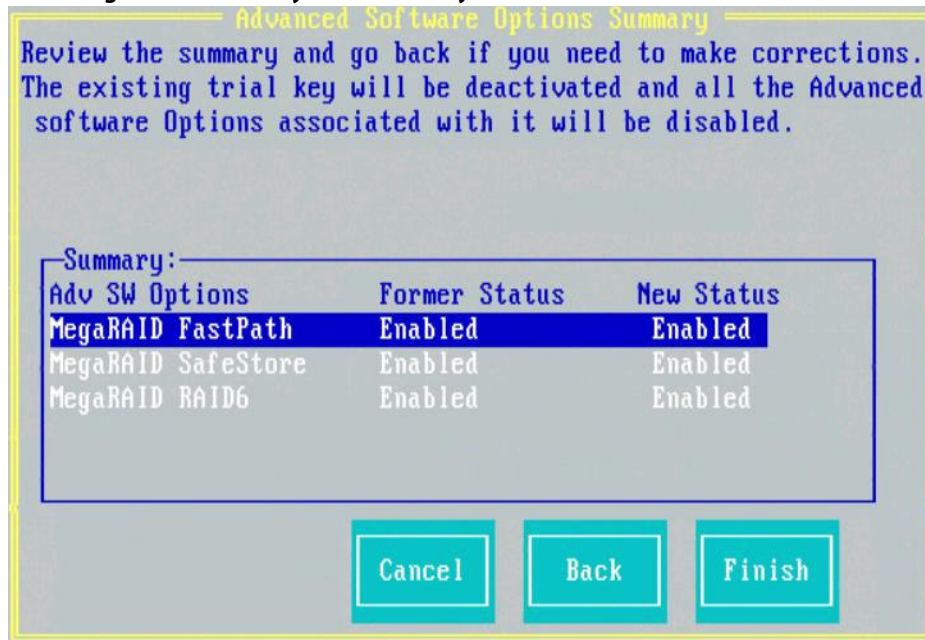 Advanced Software Options Summary
Review the summary and go back if you need to make corrections.
The existing trial key will be deactivated and all the Advanced
software Options associated with it will be disabled.
Summary:
Adv SW Options Former Status New Status
MegaRAID FastPath Enabled Enabled
MegaRAID SafeStore Enabled Enabled
MegaRAID RAID6 Enabled Enabled
Cancel Back Finish